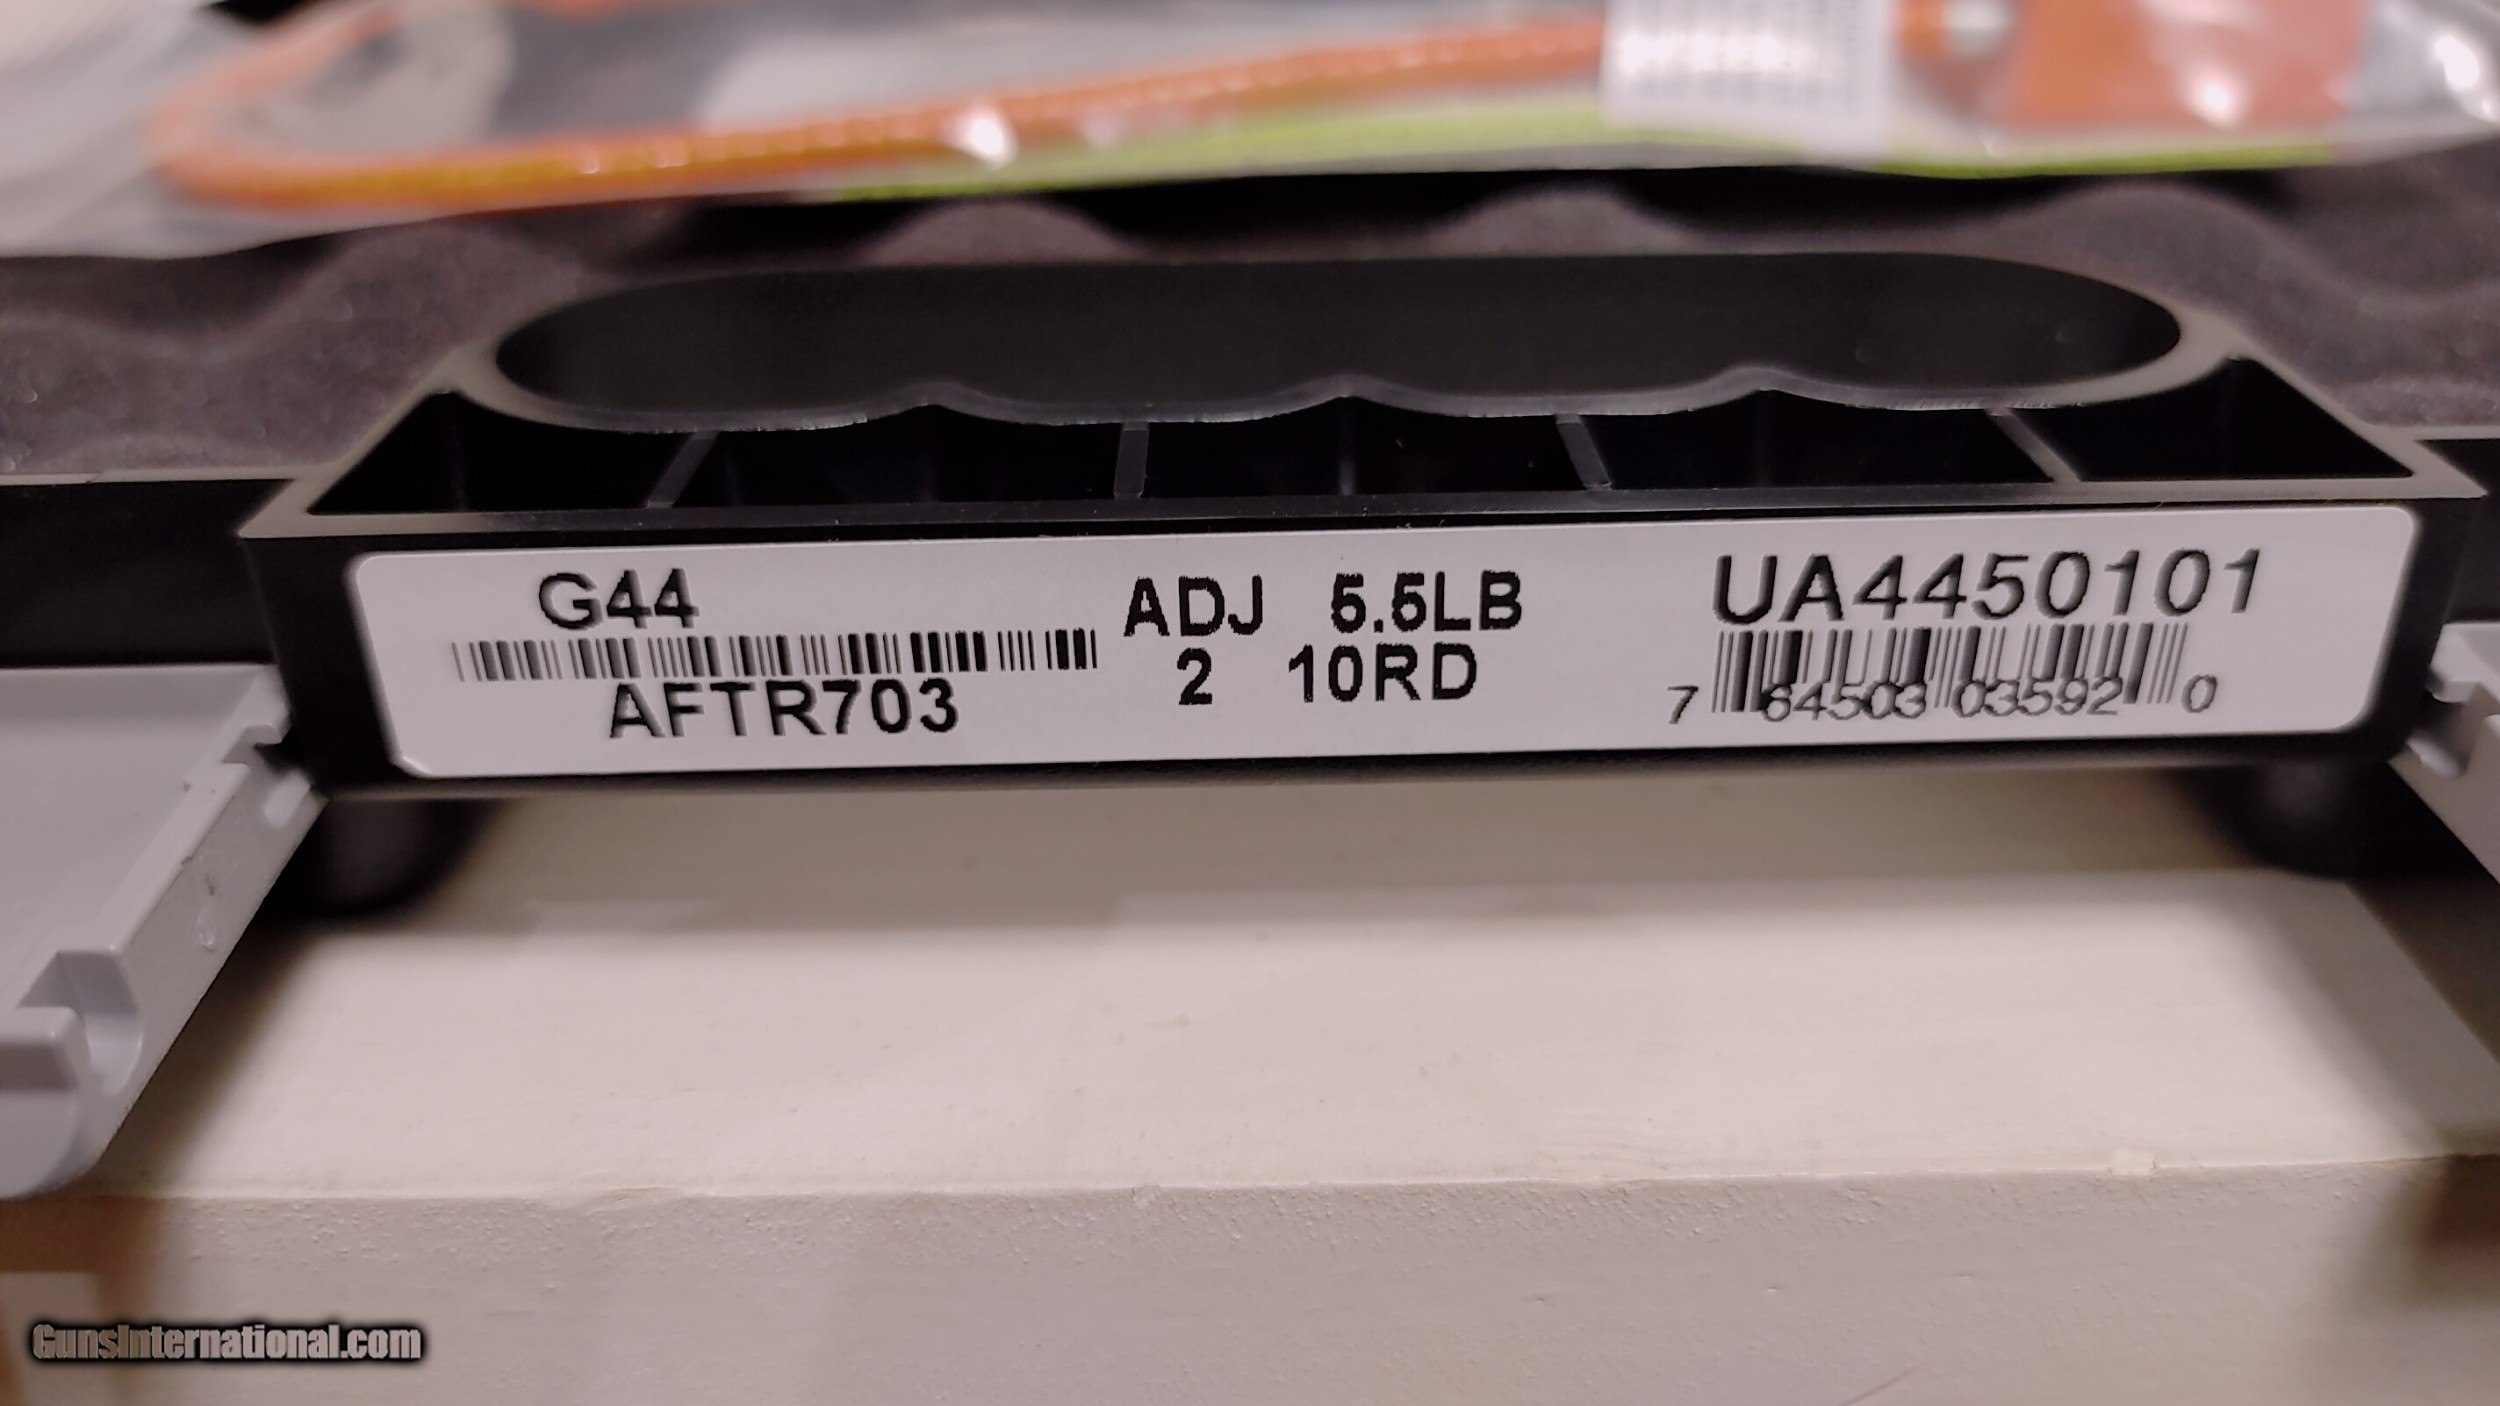 G44
AFTR703
ADJ 5.5LB
2 10RD
UA4450101
7 64503 03592 0
GunsInternational.com